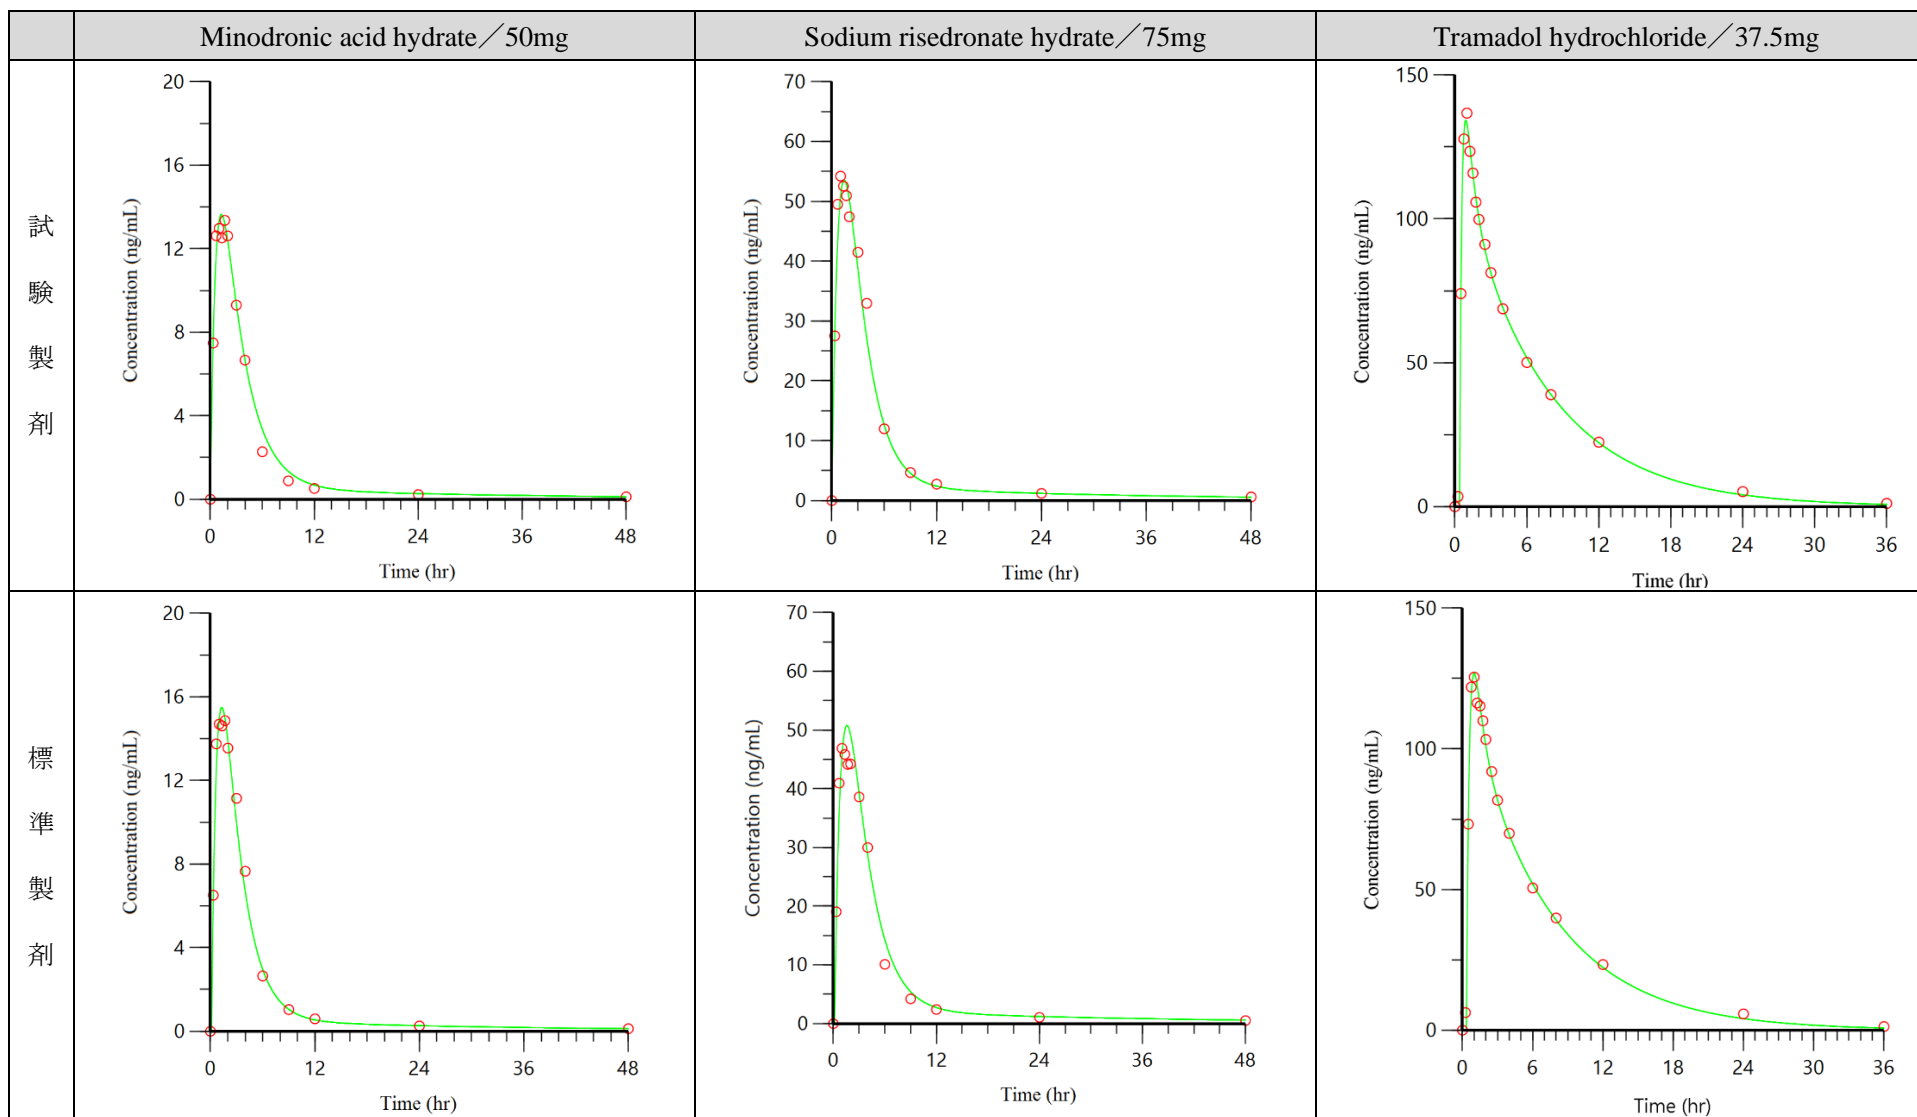 Minodronic acid hydrate／50mg
Sodium risedronate hydrate／75mg
Tramadol hydrochloride／37.5mg
試験製剤
20
16
12
8
4
0
Concentration (ng/mL)
0 12 24 36 48
Time (hr)
70
60
50
40
30
20
10
0
Concentration (ng/mL)
0 12 24 36 48
Time (hr)
150
100
50
0
Concentration (ng/mL)
0 6 12 18 24 30 36
Time (hr)
標準製剤
20
16
12
8
4
0
Concentration (ng/mL)
0 12 24 36 48
Time (hr)
70
60
50
40
30
20
10
0
Concentration (ng/mL)
0 12 24 36 48
Time (hr)
150
100
50
0
Concentration (ng/mL)
0 6 12 18 24 30 36
Time (hr)